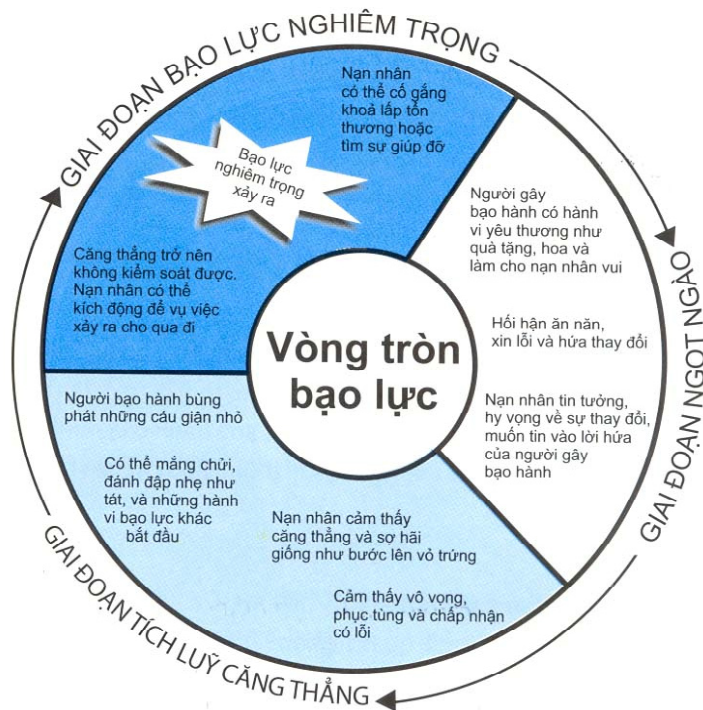 GIAI ĐOẠN BẠO LỰC NGHIÊM TRỌNG
Nạn nhân
có thể cố gắng
khoả lấp tổn
thương hoặc
tìm sự giúp đỡ
Bạo lực
nghiêm trọng
xảy ra
Căng thẳng trở nên
không kiểm soát được.
Nạn nhân có thể
kích động để vụ việc
xảy ra cho qua đi
GIAI ĐOẠN NGỌT NGÀO
Người gây
bạo hành có hành
vi yêu thương như
quà tặng, hoa và
làm cho nạn nhân vui
Hối hận ăn năn,
xin lỗi và hứa thay đổi
Nạn nhân tin tưởng,
hy vọng về sự thay đổi,
muốn tin vào lời hứa
của người gây
bạo hành
Vòng tròn
bạo lực
Người bạo hành bùng
phát những cáu giận nhỏ
Có thể mắng chửi,
đánh đập nhẹ như
tát, và những hành
vi bạo lực khác
bắt đầu
Nạn nhân cảm thấy
căng thẳng và sợ hãi
giống như bước lên vỏ trứng
Cảm thấy vô vọng,
phục tùng và chấp nhận
có lỗi
GIAI ĐOẠN TÍCH LUỸ CĂNG THẲNG